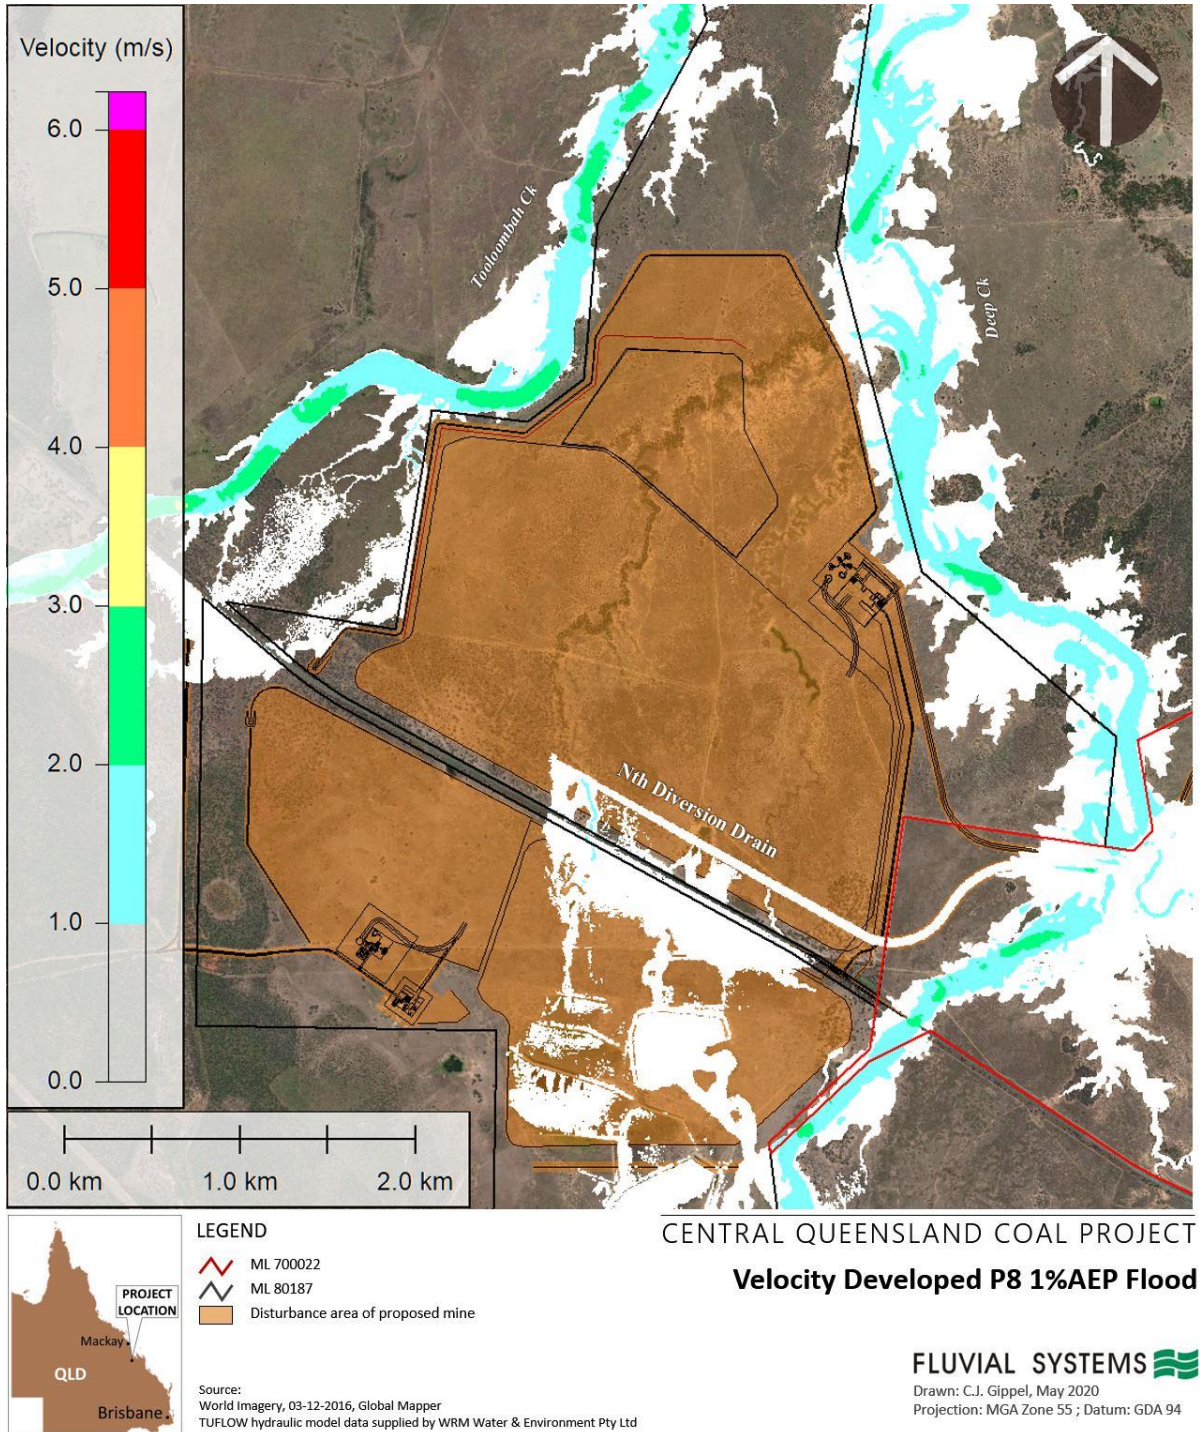 Velocity (m/s)
6.0
5.0
4.0
3.0
2.0
1.0
0.0
Tooloombah Ck
Deep Ck
Nth Diversion Drain
0.0 km
1.0 km
2.0 km
PROJECT
LOCATION
Mackay
QLD
Brisbane
LEGEND
ML 700022
ML 80187
Disturbance area of proposed mine
Source:
World Imagery, 03-12-2016, Global Mapper
TUFLOW hydraulic model data supplied by WRM Water & Environment Pty Ltd
CENTRAL QUEENSLAND COAL PROJECT
Velocity Developed P8 1%AEP Flood
FLUVIAL SYSTEMS
Drawn: C.J. Gippel, May 2020
Projection: MGA Zone 55 ; Datum: GDA 94